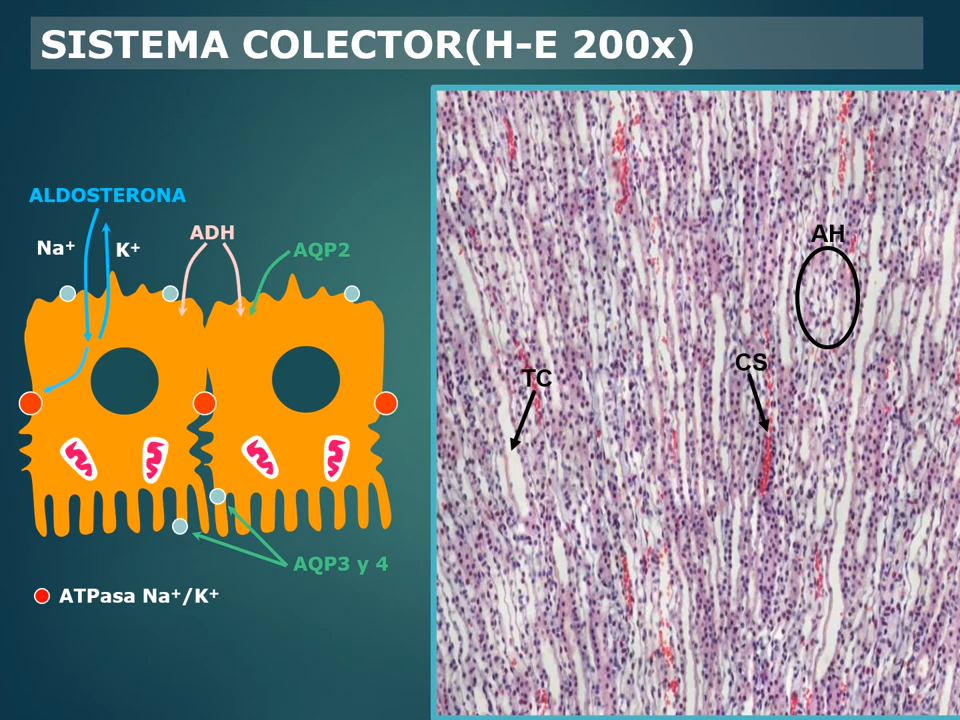 SISTEMA COLECTOR(H-E 200x)
ALDOSTERONA
Na⁺
K⁺
ADH
AQP2
AQP3 y 4
ATPasa Na⁺/K⁺
AH
TC
CS